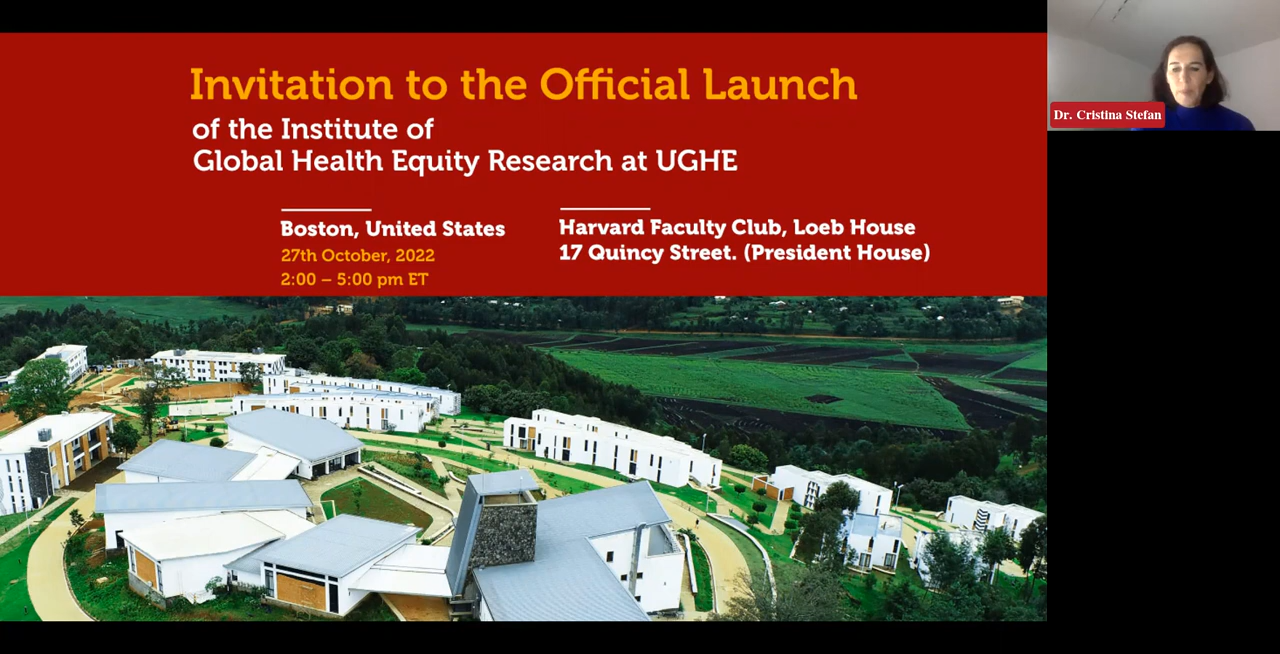 Invitation to the Official Launch
of the Institute of
Global Health Equity Research at UGHE
Boston, United States
27th October, 2022
2:00 – 5:00 pm ET
Harvard Faculty Club, Loeb House
17 Quincy Street. (President House)
Dr. Cristina Stefan